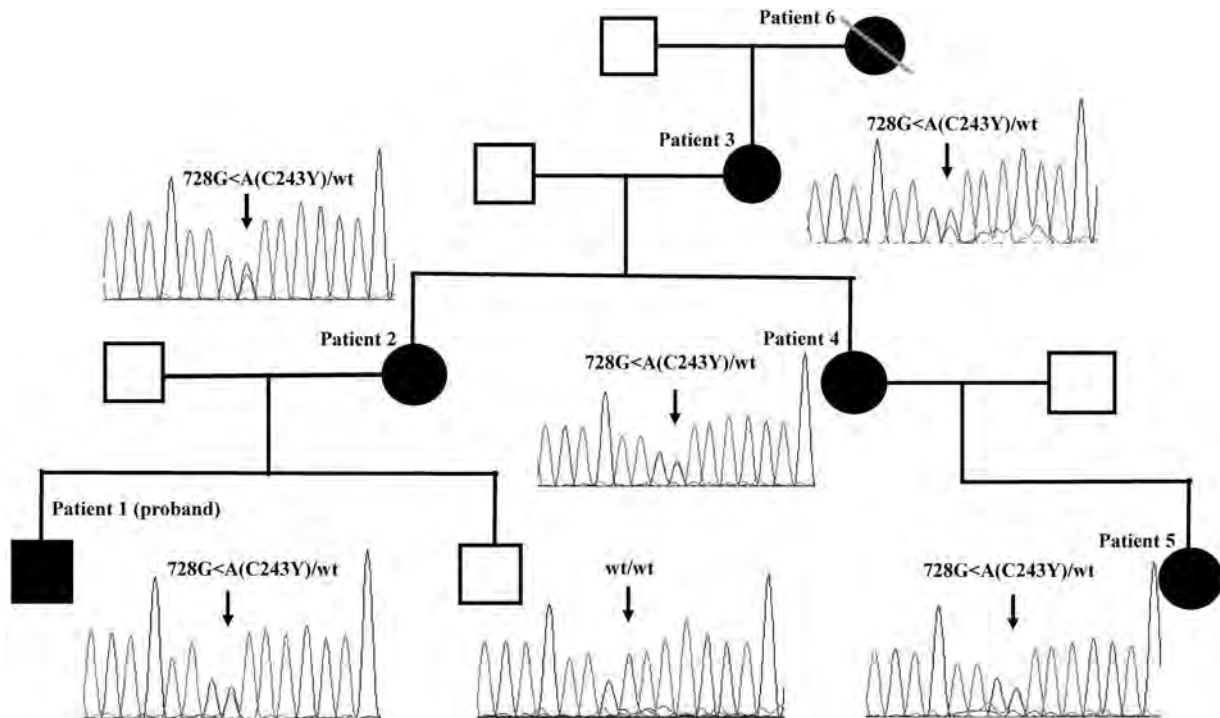 Patient 6
728G<A(C243Y)/wt
Patient 3
728G<A(C243Y)/wt
Patient 2
Patient 4
728G<A(C243Y)/wt
Patient 1 (proband)
Patient 5
728G<A(C243Y)/wt
wt/wt
728G<A(C243Y)/wt